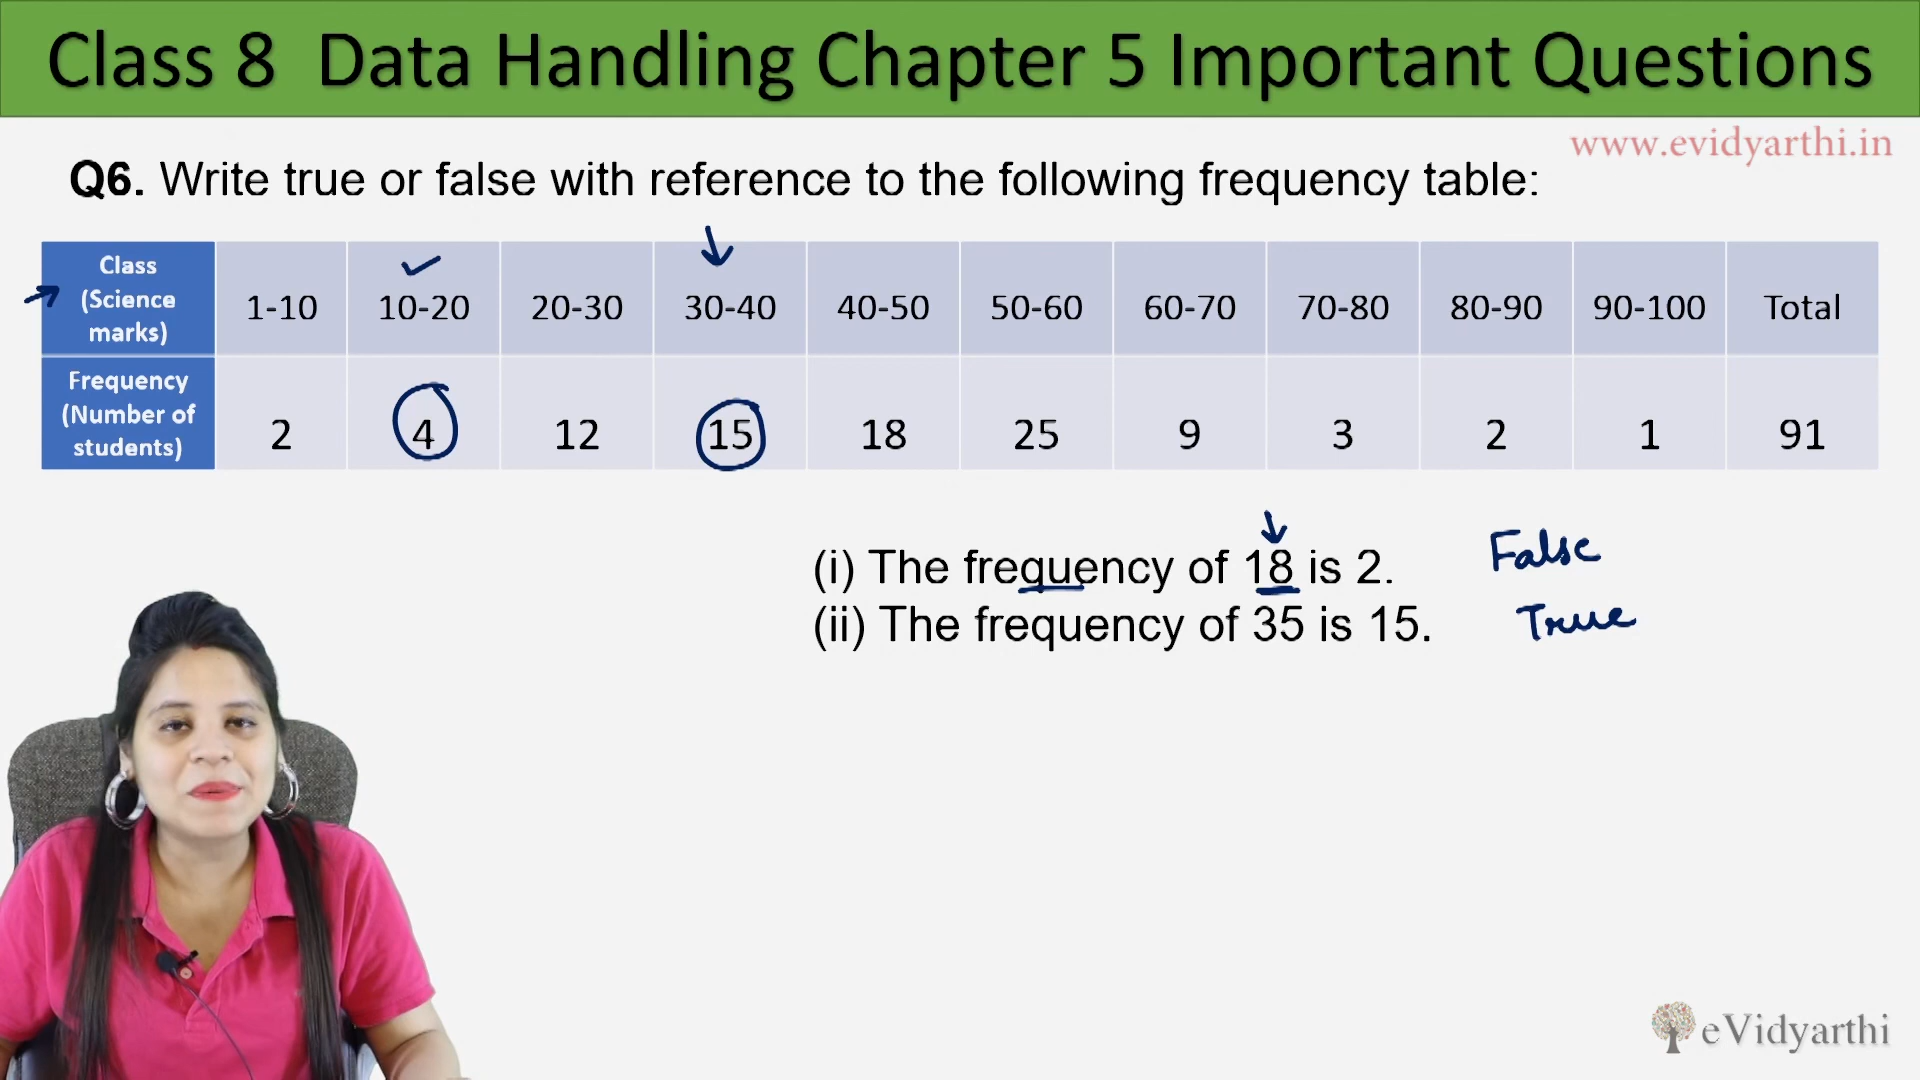 Class 8 Data Handling Chapter 5 Important Questions
www.evidyarthi.in
Q6. Write true or false with reference to the following frequency table:
Class (Science marks) 1-10 10-20 20-30 30-40 40-50 50-60 60-70 70-80 80-90 90-100 Total
Frequency (Number of students) 2 4 12 15 18 25 9 3 2 1 91
(i) The frequency of 18 is 2. False
(ii) The frequency of 35 is 15. True
eVidyarthi